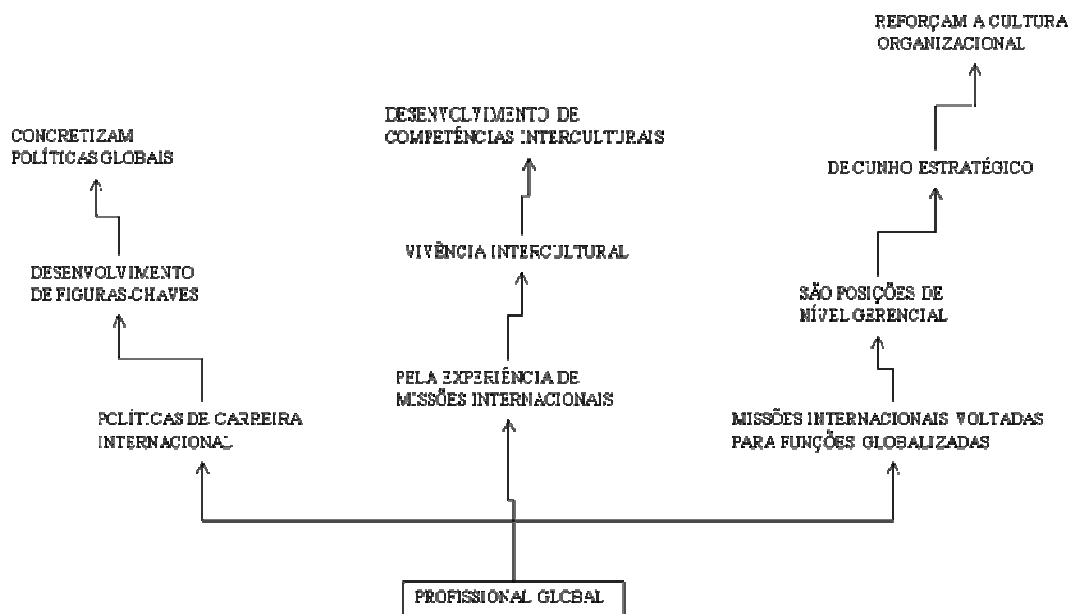 REFORÇAM A CULTURA
ORGANIZACIONAL
DESENVOLVIMENTO DE
COMPETÊNCIAS INTERCULTURAIS
CONCRETIZAM
POLÍTICAS GLOBAIS
DE CUNHO ESTRATÉGICO
VIVÊNCIA INTERCULTURAL
DESENVOLVIMENTO
DE FIGURAS-CHAVES
SÃO POSIÇÕES DE
NÍVEL GERENCIAL
PELA EXPERIÊNCIA DE
MISSÕES INTERNACIONAIS
POLÍTICAS DE CARREIRA
INTERNACIONAL
MISSÕES INTERNACIONAIS VOLTADAS
PARA FUNÇÕES GLOBALIZADAS
PROFISSIONAL GLOBAL